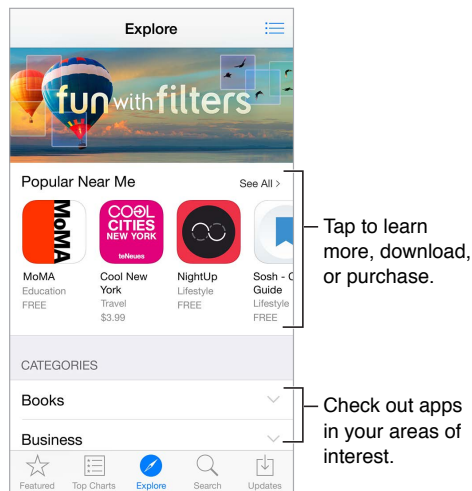 Explore
fun with filters
Popular Near Me
See All >
MoMA
COOL
CITIES
NEW YORK
teNeues
MoMA
Education
FREE
Cool New
York
Travel
$3.99
NightUp
Lifestyle
FREE
Sosh - C
Guide
Lifestyle
FREE
Tap to learn
more, download,
or purchase.
CATEGORIES
Books
Business
Check out apps
in your areas of
interest.
Featured
Top Charts
Explore
Search
Updates